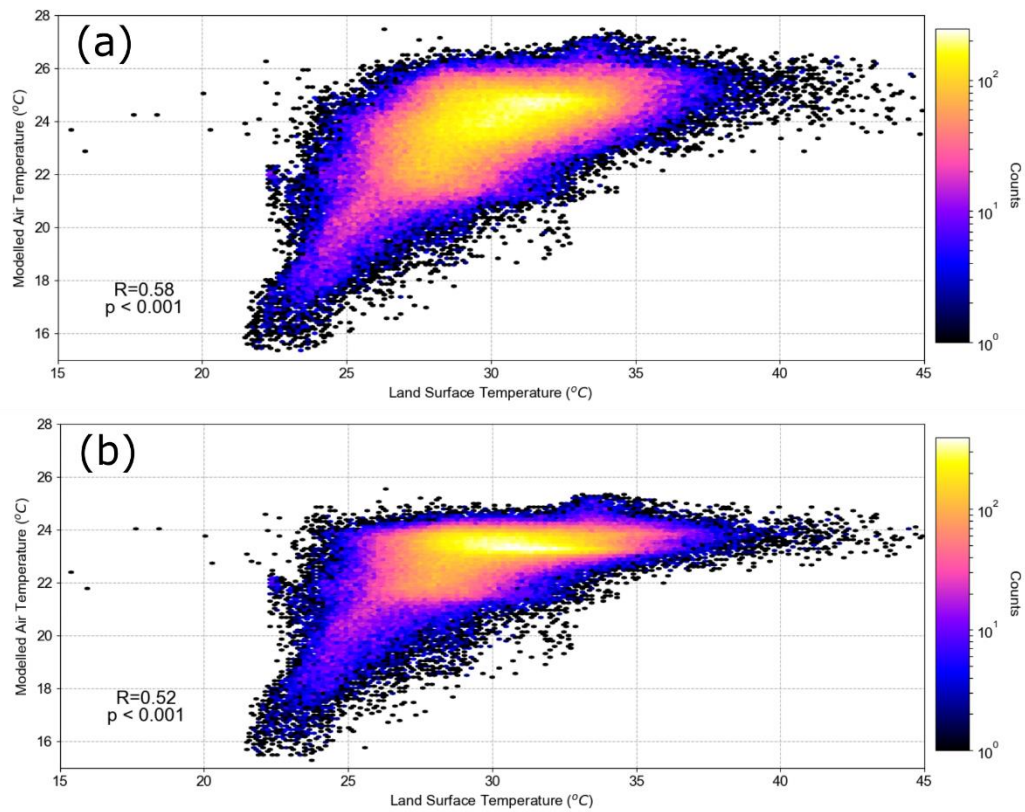 (a)
28
26
24
22
20
18
16
Modelled Air Temperature (°C)
R=0.58
p < 0.001
15 20 25 30 35 40 45
Land Surface Temperature (°C)
10²
10¹
10⁰
Counts
(b)
28
26
24
22
20
18
16
Modelled Air Temperature (°C)
R=0.52
p < 0.001
15 20 25 30 35 40 45
Land Surface Temperature (°C)
10²
10¹
10⁰
Counts